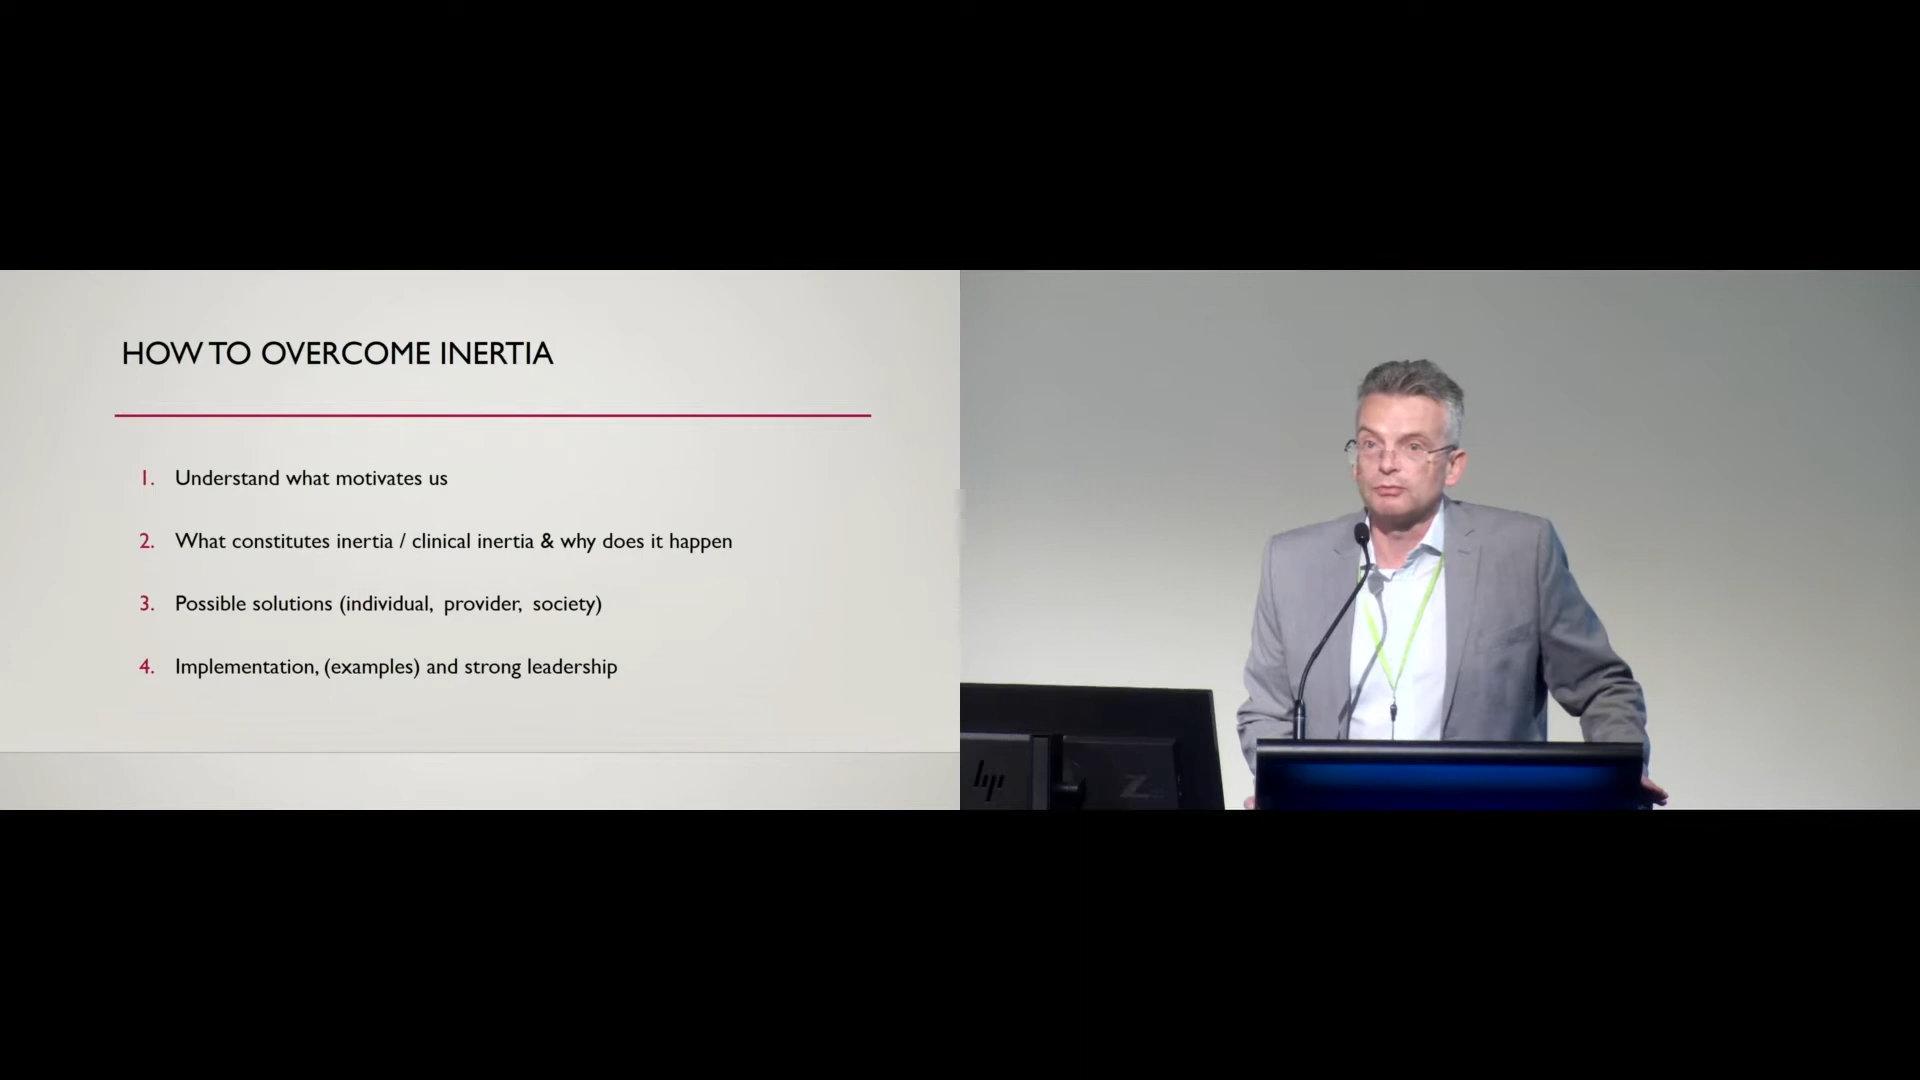 HOW TO OVERCOME INERTIA
1. Understand what motivates us
2. What constitutes inertia / clinical inertia & why does it happen
3. Possible solutions (individual, provider, society)
4. Implementation, (examples) and strong leadership
hp
Z